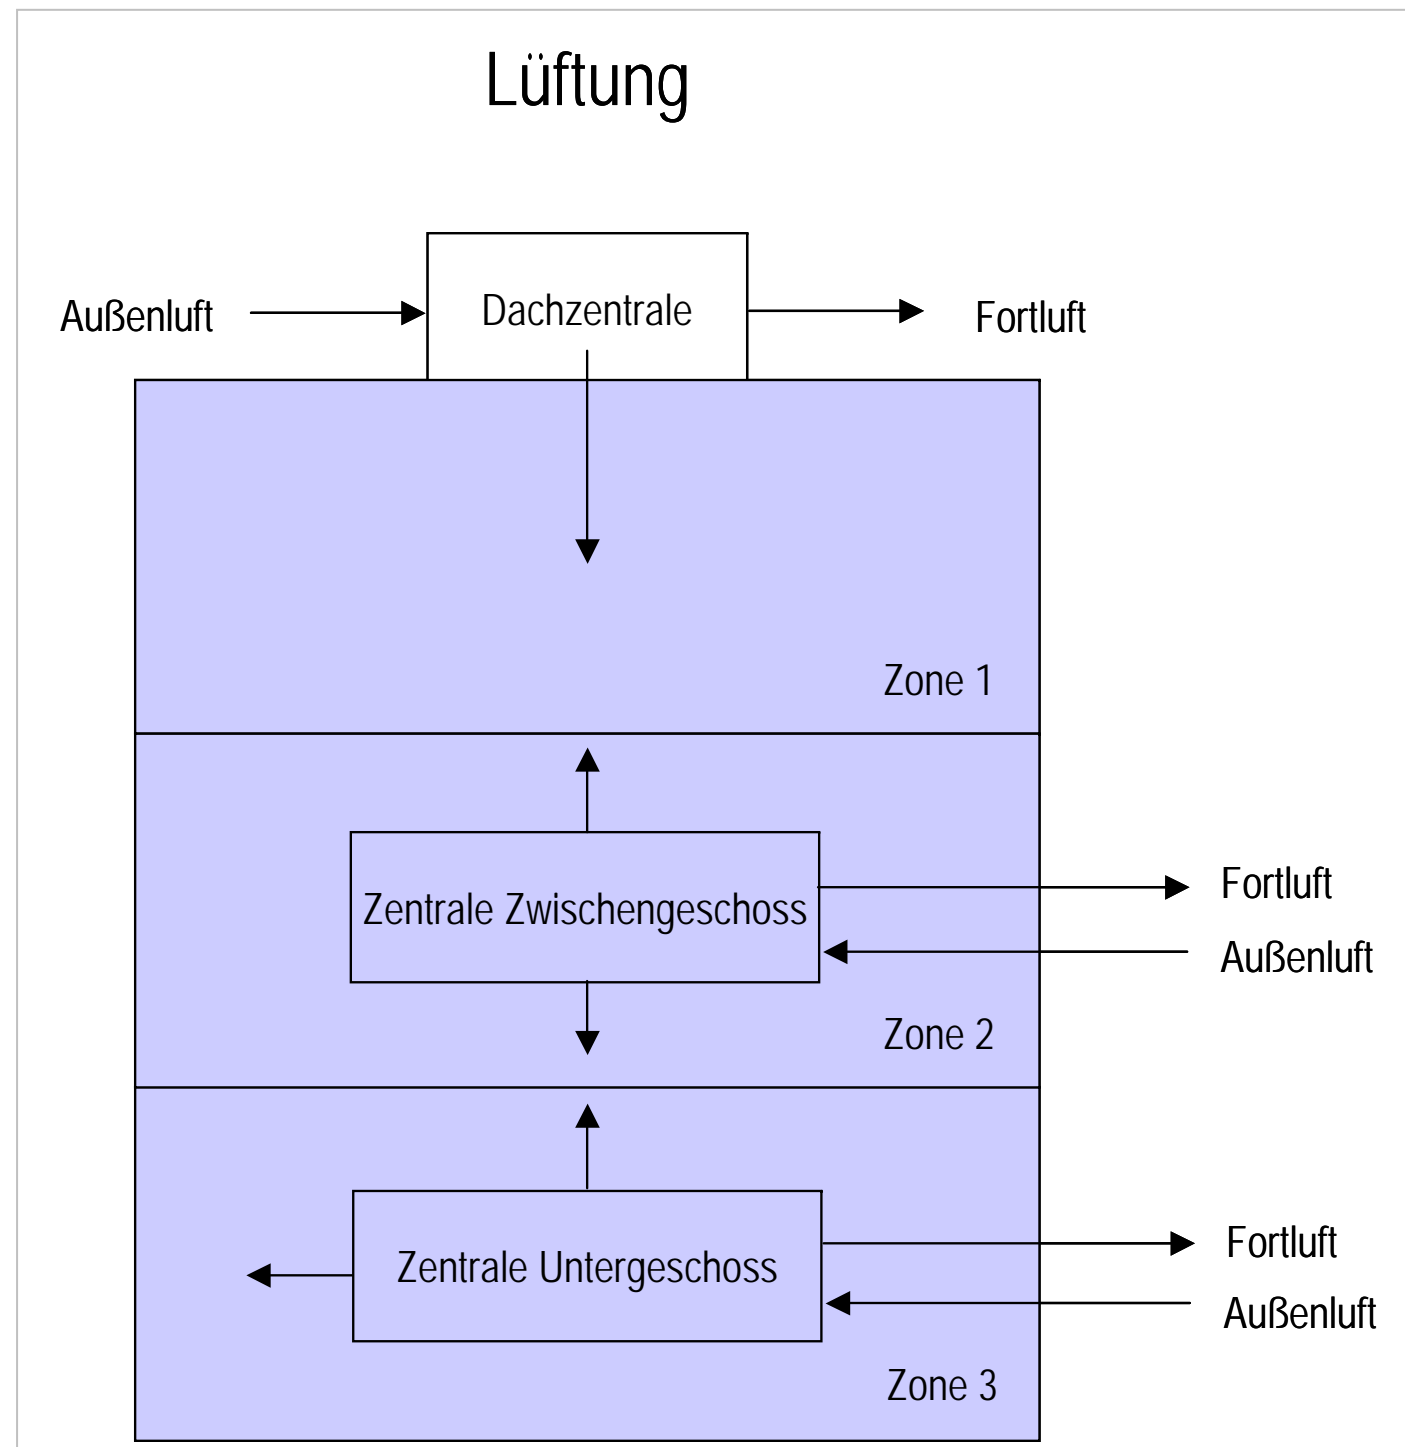 Lüftung
Außenluft
Dachzentrale
Fortluft
Zone 1
Zentrale Zwischengeschoss
Fortluft
Außenluft
Zone 2
Zentrale Untergeschoss
Fortluft
Außenluft
Zone 3